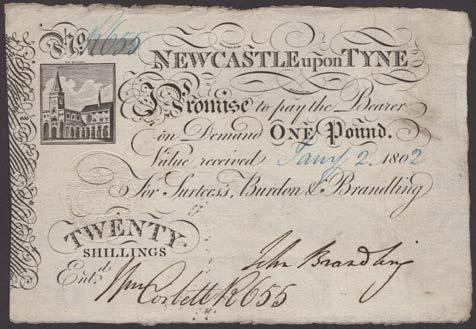 No. K655
NEWCASTLE upon TYNE
I Promise to pay the Bearer
on Demand ONE Pound.
Value received Jany 2. 1802
For Surtees, Burdon & Brandling
TWENTY
SHILLINGS
John Brandling
Entd. Wm Corbett K655